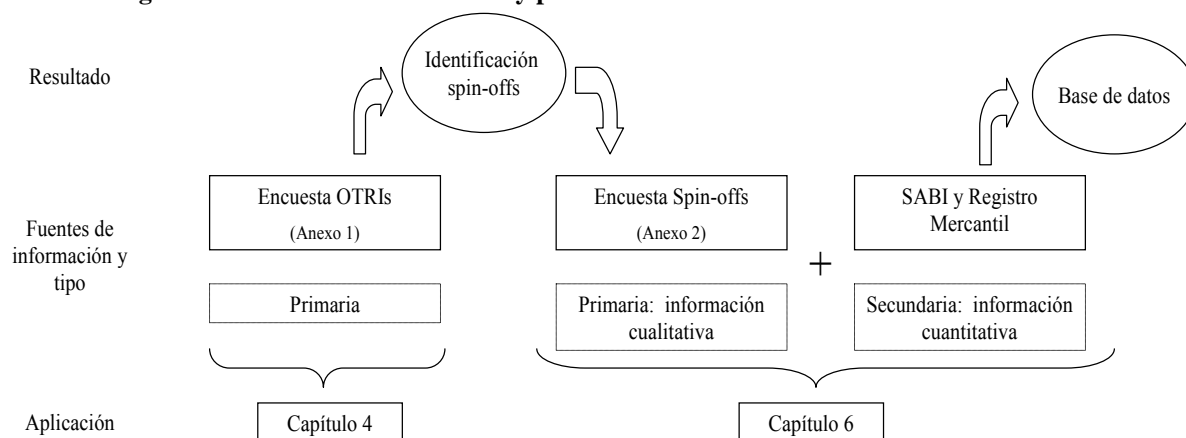 Resultado
Identificación
spin-offs
Base de datos
Fuentes de
información y
tipo
Encuesta OTRIs
(Anexo 1)
Encuesta Spin-offs
(Anexo 2)
SABI y Registro
Mercantil
+
Primaria
Primaria: información
cualitativa
Secundaria: información
cuantitativa
Aplicación
Capítulo 4
Capítulo 6